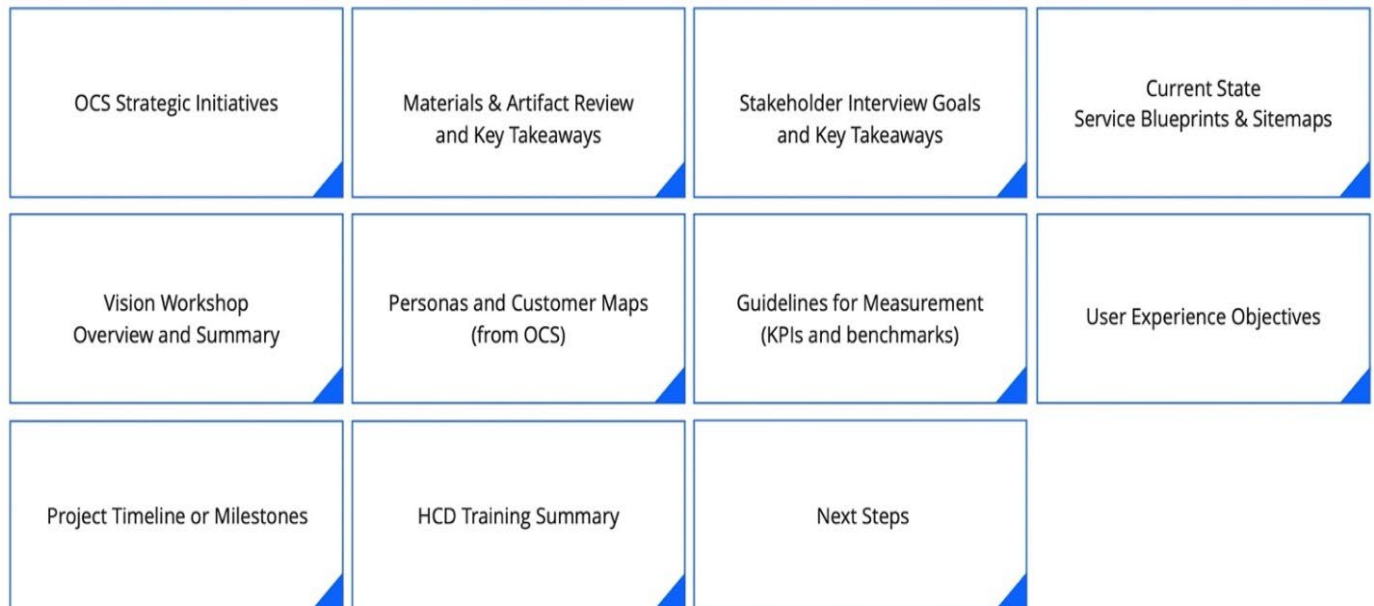 OCS Strategic Initiatives
Materials & Artifact Review
and Key Takeaways
Stakeholder Interview Goals
and Key Takeaways
Current State
Service Blueprints & Sitemaps
Vision Workshop
Overview and Summary
Personas and Customer Maps
(from OCS)
Guidelines for Measurement
(KPIs and benchmarks)
User Experience Objectives
Project Timeline or Milestones
HCD Training Summary
Next Steps